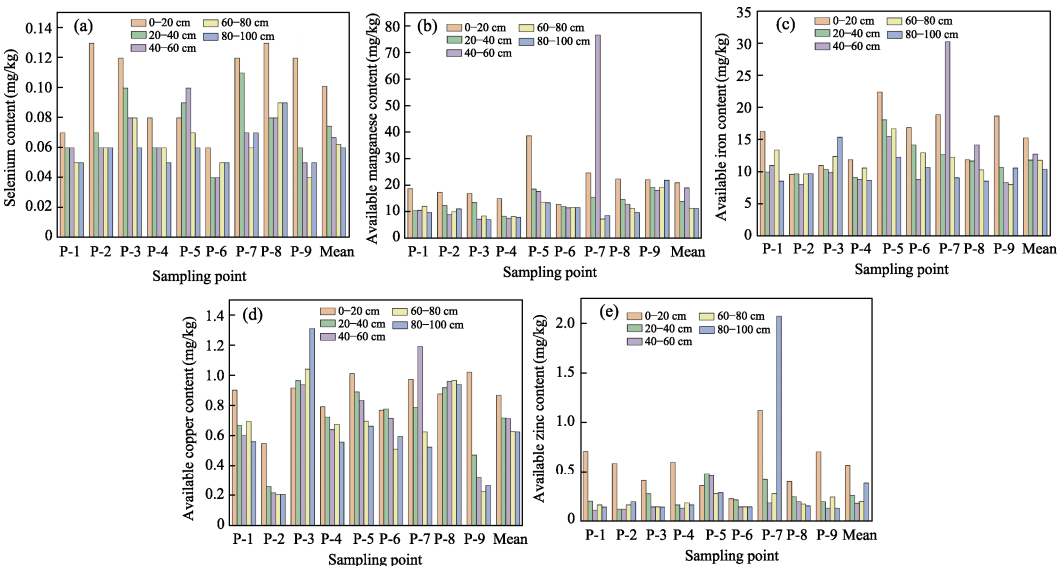 (a)
0−20 cm
20−40 cm
40−60 cm
60−80 cm
80−100 cm
Selenium content (mg/kg)
0.14
0.12
0.10
0.08
0.06
0.04
0.02
0
P-1 P-2 P-3 P-4 P-5 P-6 P-7 P-8 P-9 Mean
Sampling point
(b)
0−20 cm
20−40 cm
40−60 cm
60−80 cm
80−100 cm
Available manganese content (mg/kg)
80
70
60
50
40
30
20
10
0
P-1 P-2 P-3 P-4 P-5 P-6 P-7 P-8 P-9 Mean
Sampling point
(c)
0−20 cm
20−40 cm
40−60 cm
60−80 cm
80−100 cm
Available iron content (mg/kg)
35
30
25
20
15
10
5
0
P-1 P-2 P-3 P-4 P-5 P-6 P-7 P-8 P-9 Mean
Sampling point
(d)
0−20 cm
20−40 cm
40−60 cm
60−80 cm
80−100 cm
Available copper content (mg/kg)
1.4
1.2
1.0
0.8
0.6
0.4
0.2
0
P-1 P-2 P-3 P-4 P-5 P-6 P-7 P-8 P-9 Mean
Sampling point
(e)
0−20 cm
20−40 cm
40−60 cm
60−80 cm
80−100 cm
Available zinc content (mg/kg)
2.0
1.5
1.0
0.5
0
P-1 P-2 P-3 P-4 P-5 P-6 P-7 P-8 P-9 Mean
Sampling point